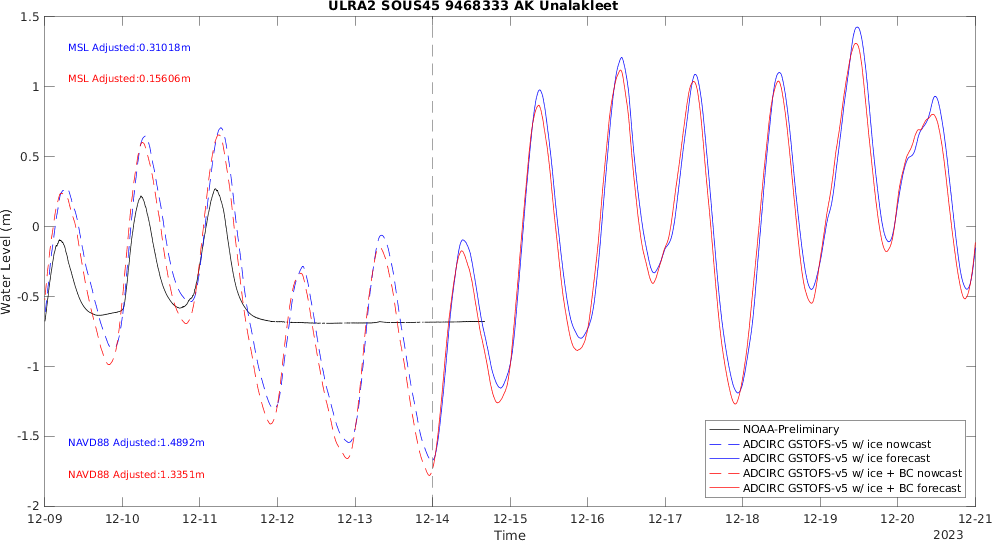 ULRA2 SOUS45 9468333 AK Unalakleet
MSL Adjusted:0.31018m
MSL Adjusted:0.15606m
NAVD88 Adjusted:1.4892m
NAVD88 Adjusted:1.3351m
Water Level (m)
1.5
1
0.5
0
-0.5
-1
-1.5
-2
NOAA-Preliminary
ADCIRC GSTOFS-v5 w/ ice nowcast
ADCIRC GSTOFS-v5 w/ ice forecast
ADCIRC GSTOFS-v5 w/ ice + BC nowcast
ADCIRC GSTOFS-v5 w/ ice + BC forecast
12-09 12-10 12-11 12-12 12-13 12-14 12-15 12-16 12-17 12-18 12-19 12-20 12-21
Time
2023